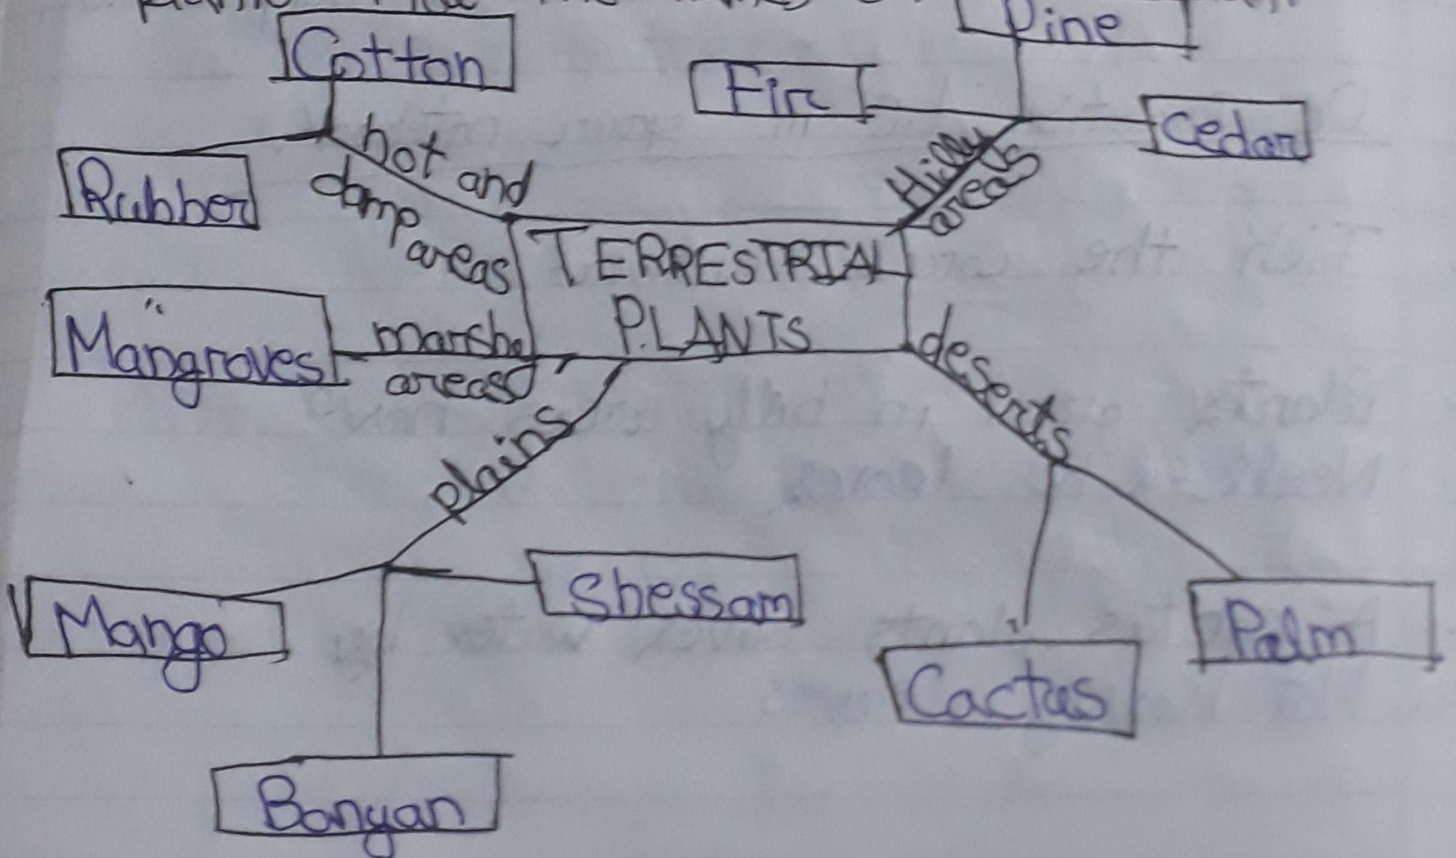 Cotton
Pine
Fir
Cedar
Rubber
hot and
damp
areas
Hilly
areas
TERRESTRIAL
PLANTS
Mangroves
marshy
areas
deserts
plains
Mango
Shessam
Cactus
Palm
Banyan